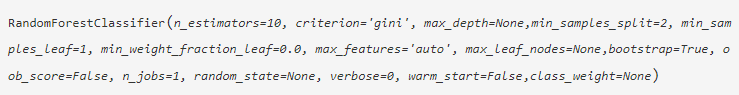 RandomForestClassifier(n_estimators=10, criterion='gini', max_depth=None,min_samples_split=2, min_sam
ples_leaf=1, min_weight_fraction_leaf=0.0, max_features='auto', max_leaf_nodes=None,bootstrap=True, o
ob_score=False, n_jobs=1, random_state=None, verbose=0, warm_start=False,class_weight=None)